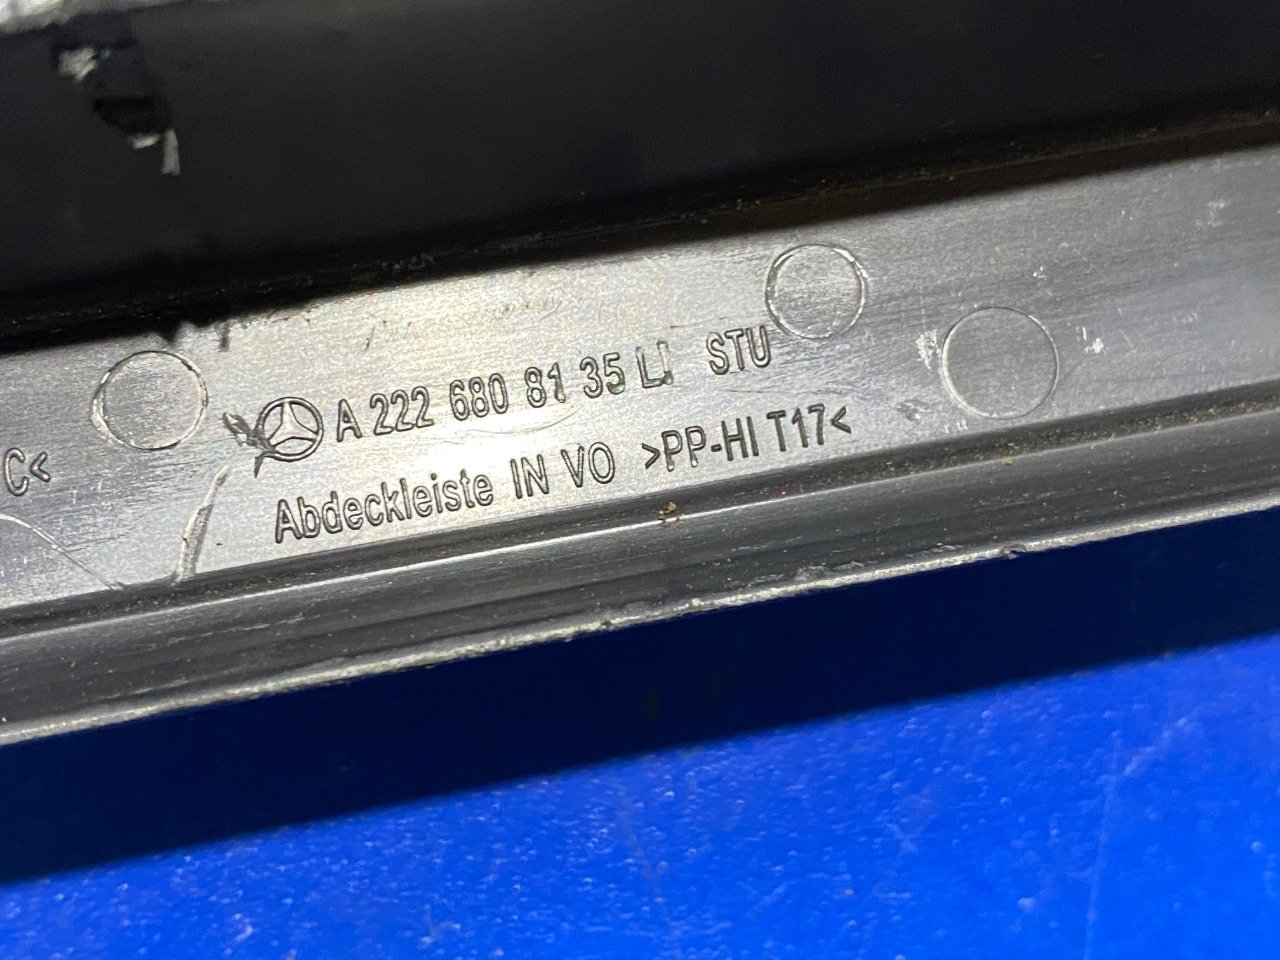 A 222 680 81 35 LI STU
C<
Abdeckleiste IN VO >PP-HI T17<